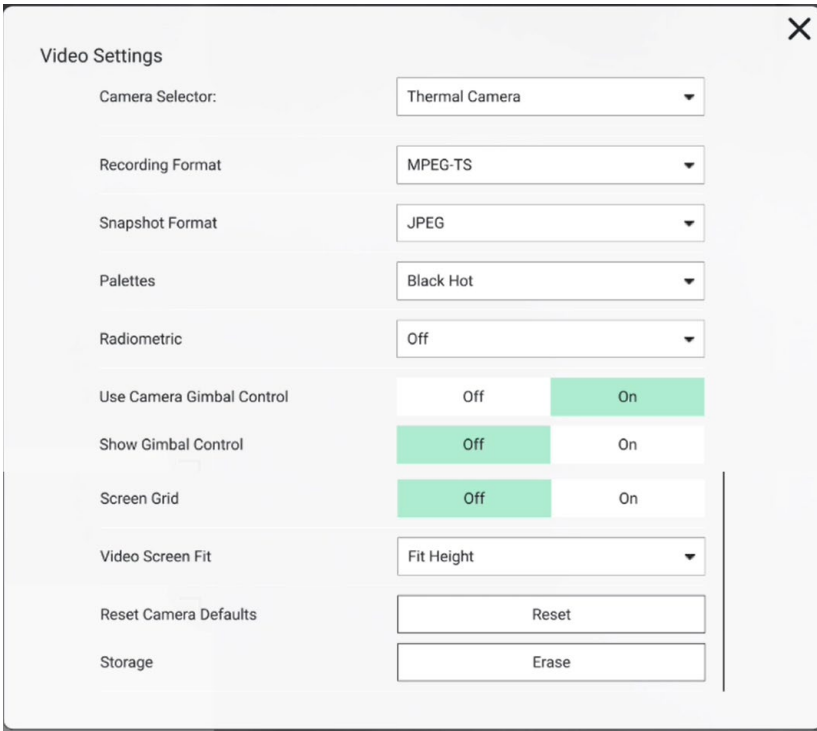 Video Settings
Camera Selector: Thermal Camera
Recording Format MPEG-TS
Snapshot Format JPEG
Palettes Black Hot
Radiometric Off
Use Camera Gimbal Control Off On
Show Gimbal Control Off On
Screen Grid Off On
Video Screen Fit Fit Height
Reset Camera Defaults Reset
Storage Erase